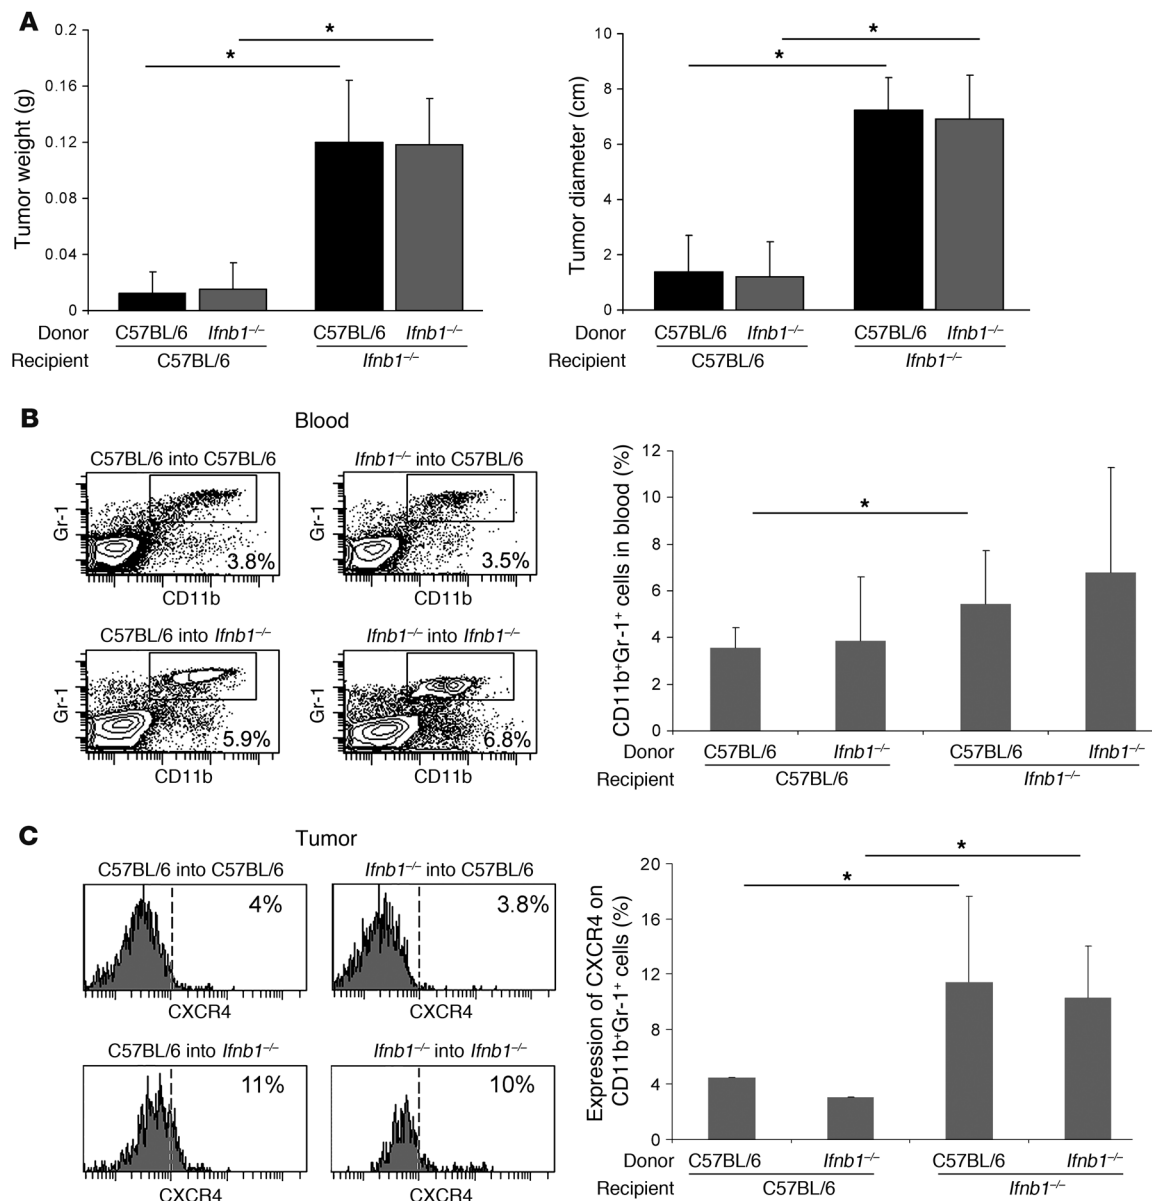 A
Tumor weight (g)
0.2
0.16
0.12
0.08
0.04
0
*
*
Donor C57BL/6 Ifnb1–/– C57BL/6 Ifnb1–/–
Recipient C57BL/6 Ifnb1–/–
Tumor diameter (cm)
10
8
6
4
2
0
*
*
Donor C57BL/6 Ifnb1–/– C57BL/6 Ifnb1–/–
Recipient C57BL/6 Ifnb1–/–
B
Blood
C57BL/6 into C57BL/6
Gr-1
3.8%
CD11b
Ifnb1–/– into C57BL/6
Gr-1
3.5%
CD11b
C57BL/6 into Ifnb1–/–
Gr-1
5.9%
CD11b
Ifnb1–/– into Ifnb1–/–
Gr-1
6.8%
CD11b
CD11b+Gr-1+ cells in blood (%)
12
10
8
6
4
2
0
*
Donor C57BL/6 Ifnb1–/– C57BL/6 Ifnb1–/–
Recipient C57BL/6 Ifnb1–/–
C
Tumor
C57BL/6 into C57BL/6
4%
CXCR4
Ifnb1–/– into C57BL/6
3.8%
CXCR4
C57BL/6 into Ifnb1–/–
11%
CXCR4
Ifnb1–/– into Ifnb1–/–
10%
CXCR4
Expression of CXCR4 on
CD11b+Gr-1+ cells (%)
20
16
12
8
4
0
*
*
Donor C57BL/6 Ifnb1–/– C57BL/6 Ifnb1–/–
Recipient C57BL/6 Ifnb1–/–